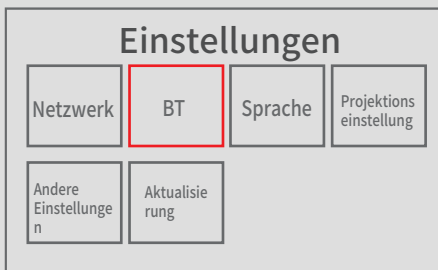 Einstellungen
Netzwerk
BT
Sprache
Projektions
einstellung
Andere
Einstellunge
n
Aktualisie
rung